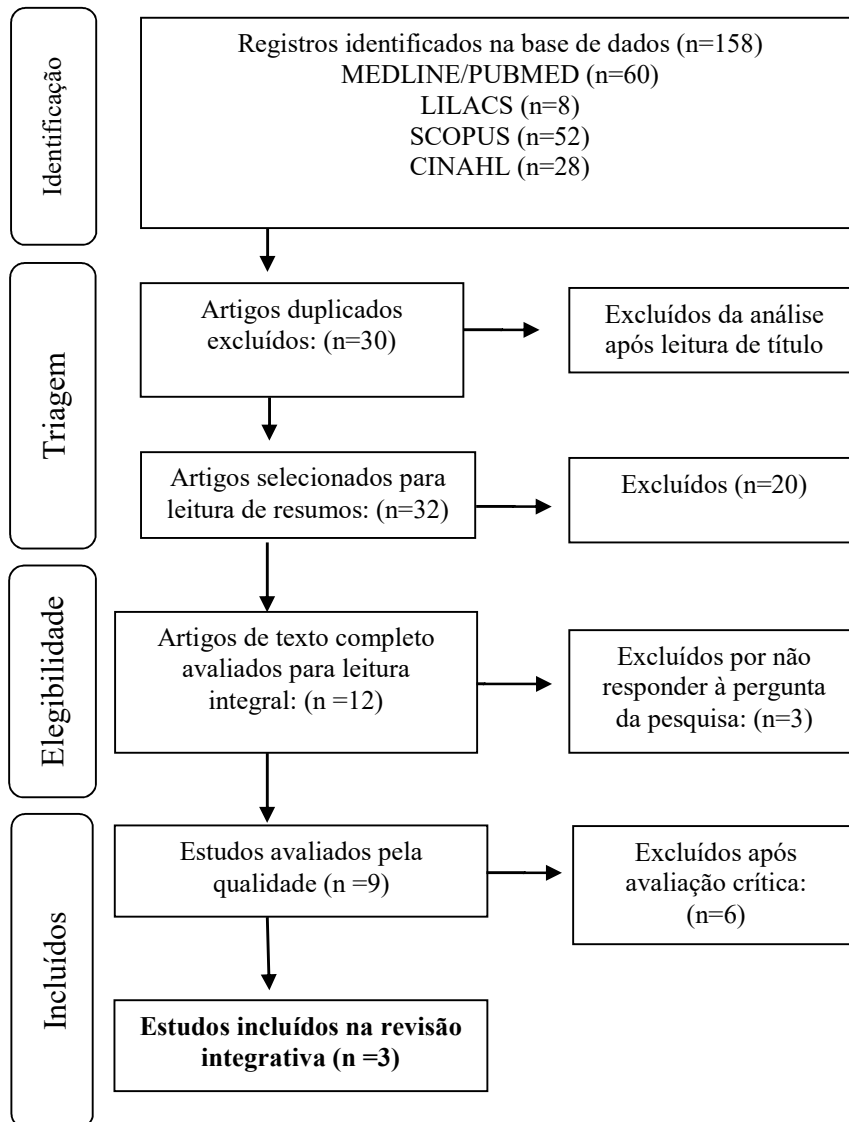 Identificação
Registros identificados na base de dados (n=158)
MEDLINE/PUBMED (n=60)
LILACS (n=8)
SCOPUS (n=52)
CINAHL (n=28)
Triagem
Artigos duplicados
excluídos: (n=30)
Excluídos da análise
após leitura de título
Artigos selecionados para
leitura de resumos: (n=32)
Excluídos (n=20)
Elegibilidade
Artigos de texto completo
avaliados para leitura
integral: (n =12)
Excluídos por não
responder à pergunta
da pesquisa: (n=3)
Incluídos
Estudos avaliados pela
qualidade (n =9)
Excluídos após
avaliação crítica:
(n=6)
Estudos incluídos na revisão
integrativa (n =3)